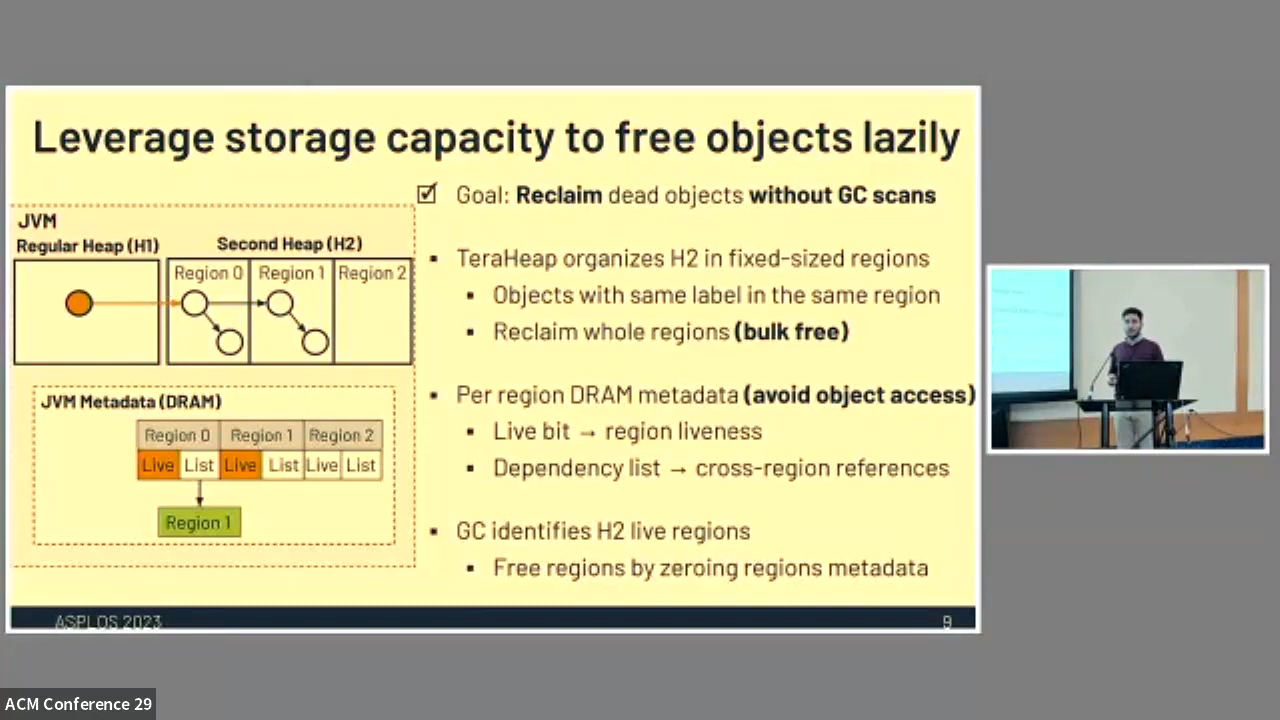 Leverage storage capacity to free objects lazily
JVM
Regular Heap (H1)
Second Heap (H2)
Region 0
Region 1
Region 2
JVM Metadata (DRAM)
Region 0
Region 1
Region 2
Live
List
Live
List
Live
List
Region 1
Goal: Reclaim dead objects without GC scans
▪ TeraHeap organizes H2 in fixed-sized regions
▪ Objects with same label in the same region
▪ Reclaim whole regions (bulk free)
▪ Per region DRAM metadata (avoid object access)
▪ Live bit → region liveness
▪ Dependency list → cross-region references
▪ GC identifies H2 live regions
▪ Free regions by zeroing regions metadata
ASPLOS 2023
9
ACM Conference 29